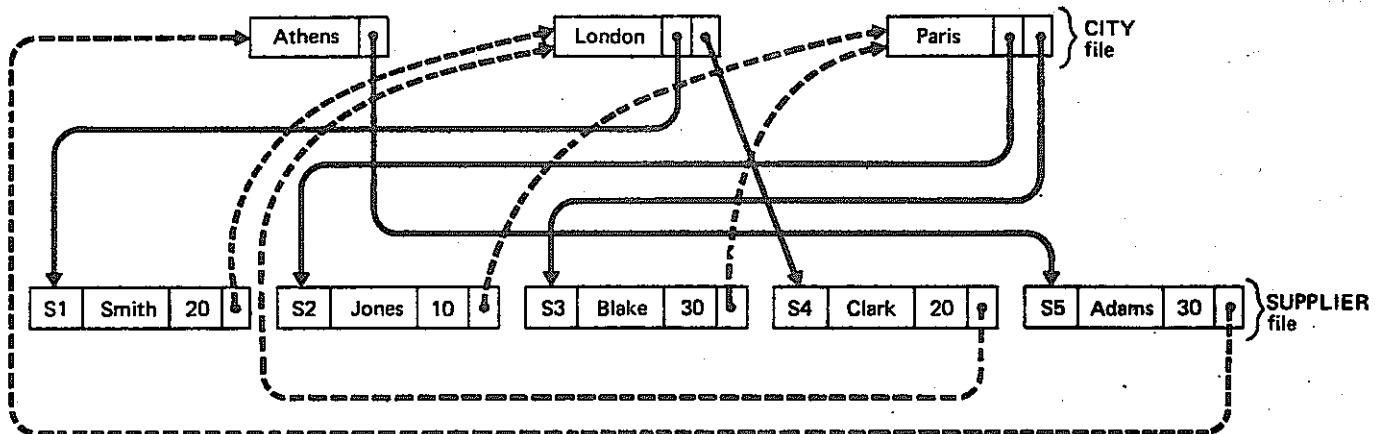 Athens London Paris CITY
file
S1 Smith 20 S2 Jones 10 S3 Blake 30 S4 Clark 20 S5 Adams 30 SUPPLIER
file